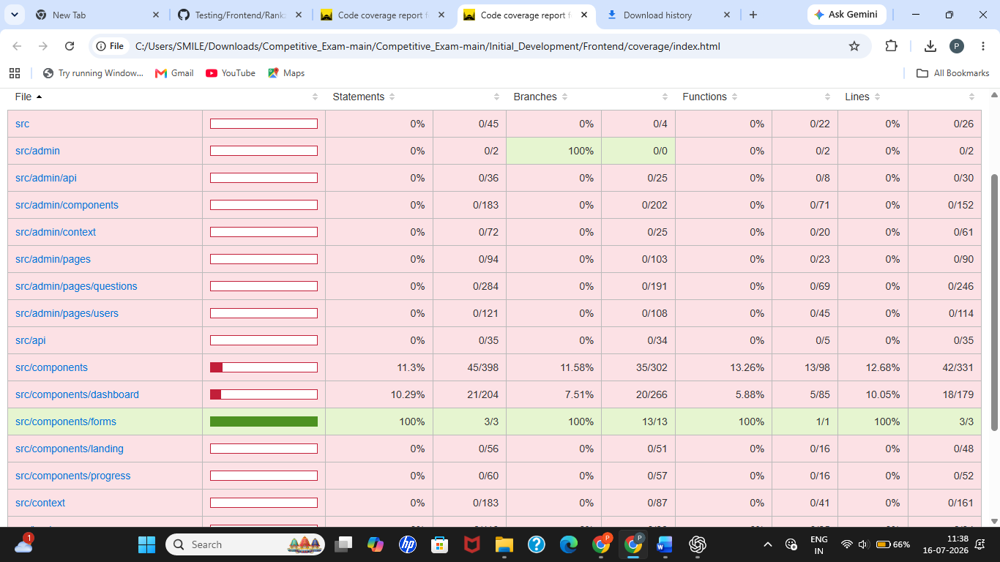 New Tab
Testing/Frontend/Rank
Code coverage report f
Code coverage report f
Download history
Ask Gemini
File C:/Users/SMILE/Downloads/Competitive_Exam-main/Competitive_Exam-main/Initial_Development/Frontend/coverage/index.html
P
Try running Window...
Gmail
YouTube
Maps
All Bookmarks
File Statements Branches Functions Lines
src 0% 0/45 0% 0/4 0% 0/22 0% 0/26
src/admin 0% 0/2 100% 0/0 0% 0/2 0% 0/2
src/admin/api 0% 0/36 0% 0/25 0% 0/8 0% 0/30
src/admin/components 0% 0/183 0% 0/202 0% 0/71 0% 0/152
src/admin/context 0% 0/72 0% 0/25 0% 0/20 0% 0/61
src/admin/pages 0% 0/94 0% 0/103 0% 0/23 0% 0/90
src/admin/pages/questions 0% 0/284 0% 0/191 0% 0/69 0% 0/246
src/admin/pages/users 0% 0/121 0% 0/108 0% 0/45 0% 0/114
src/api 0% 0/35 0% 0/34 0% 0/5 0% 0/35
src/components 11.3% 45/398 11.58% 35/302 13.26% 13/98 12.68% 42/331
src/components/dashboard 10.29% 21/204 7.51% 20/266 5.88% 5/85 10.05% 18/179
src/components/forms 100% 3/3 100% 13/13 100% 1/1 100% 3/3
src/components/landing 0% 0/56 0% 0/51 0% 0/16 0% 0/48
src/components/progress 0% 0/60 0% 0/57 0% 0/16 0% 0/52
src/context 0% 0/183 0% 0/87 0% 0/41 0% 0/161
1
Search
hp
P
P
ENG
IN
66%
11:38
16-07-2026